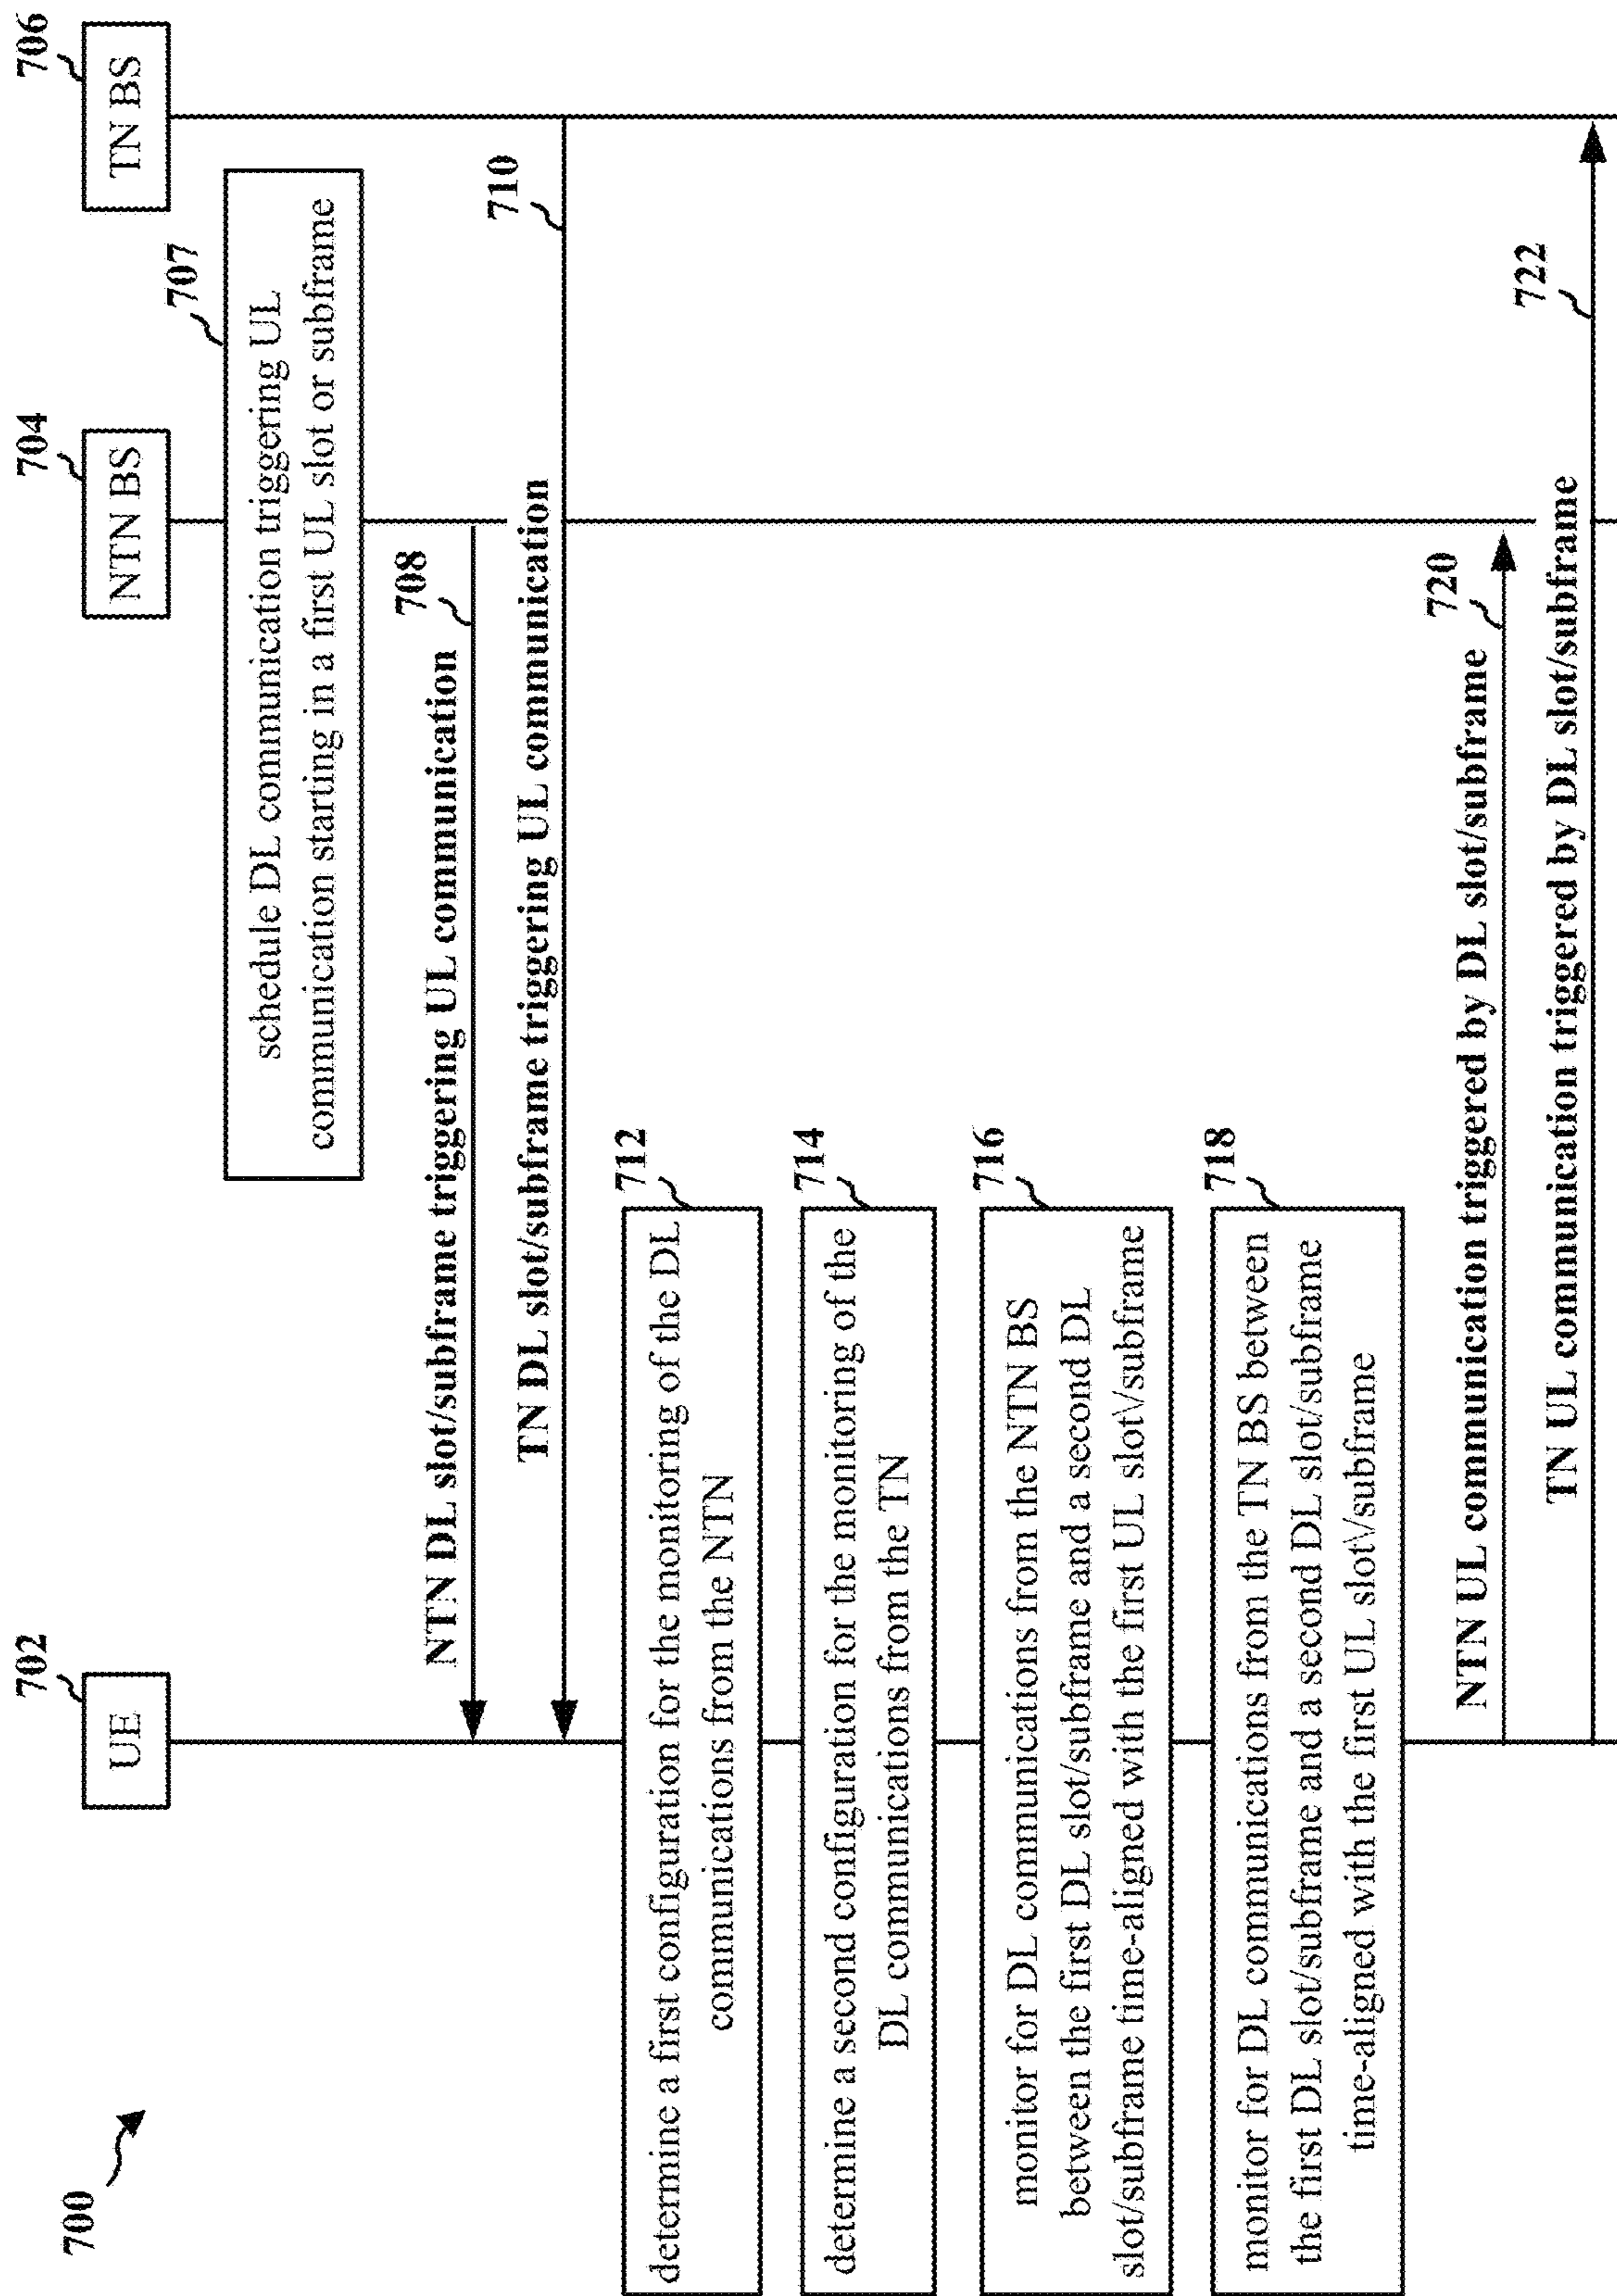 700
702
UE
704
NTN BS
706
TN BS
707
schedule DL communication triggering UL
communication starting in a first UL slot or subframe
708
NTN DL slot/subframe triggering UL communication
710
TN DL slot/subframe triggering UL communication
712
determine a first configuration for the monitoring of the DL
communications from the NTN
714
determine a second configuration for the monitoring of the
DL communications from the TN
716
monitor for DL communications from the NTN BS
between the first DL slot/subframe and a second DL
slot/subframe time-aligned with the first UL slot\/subframe
718
monitor for DL communications from the TN BS between
the first DL slot/subframe and a second DL slot/subframe
time-aligned with the first UL slot\/subframe
720
NTN UL communication triggered by DL slot/subframe
722
TN UL communication triggered by DL slot/subframe